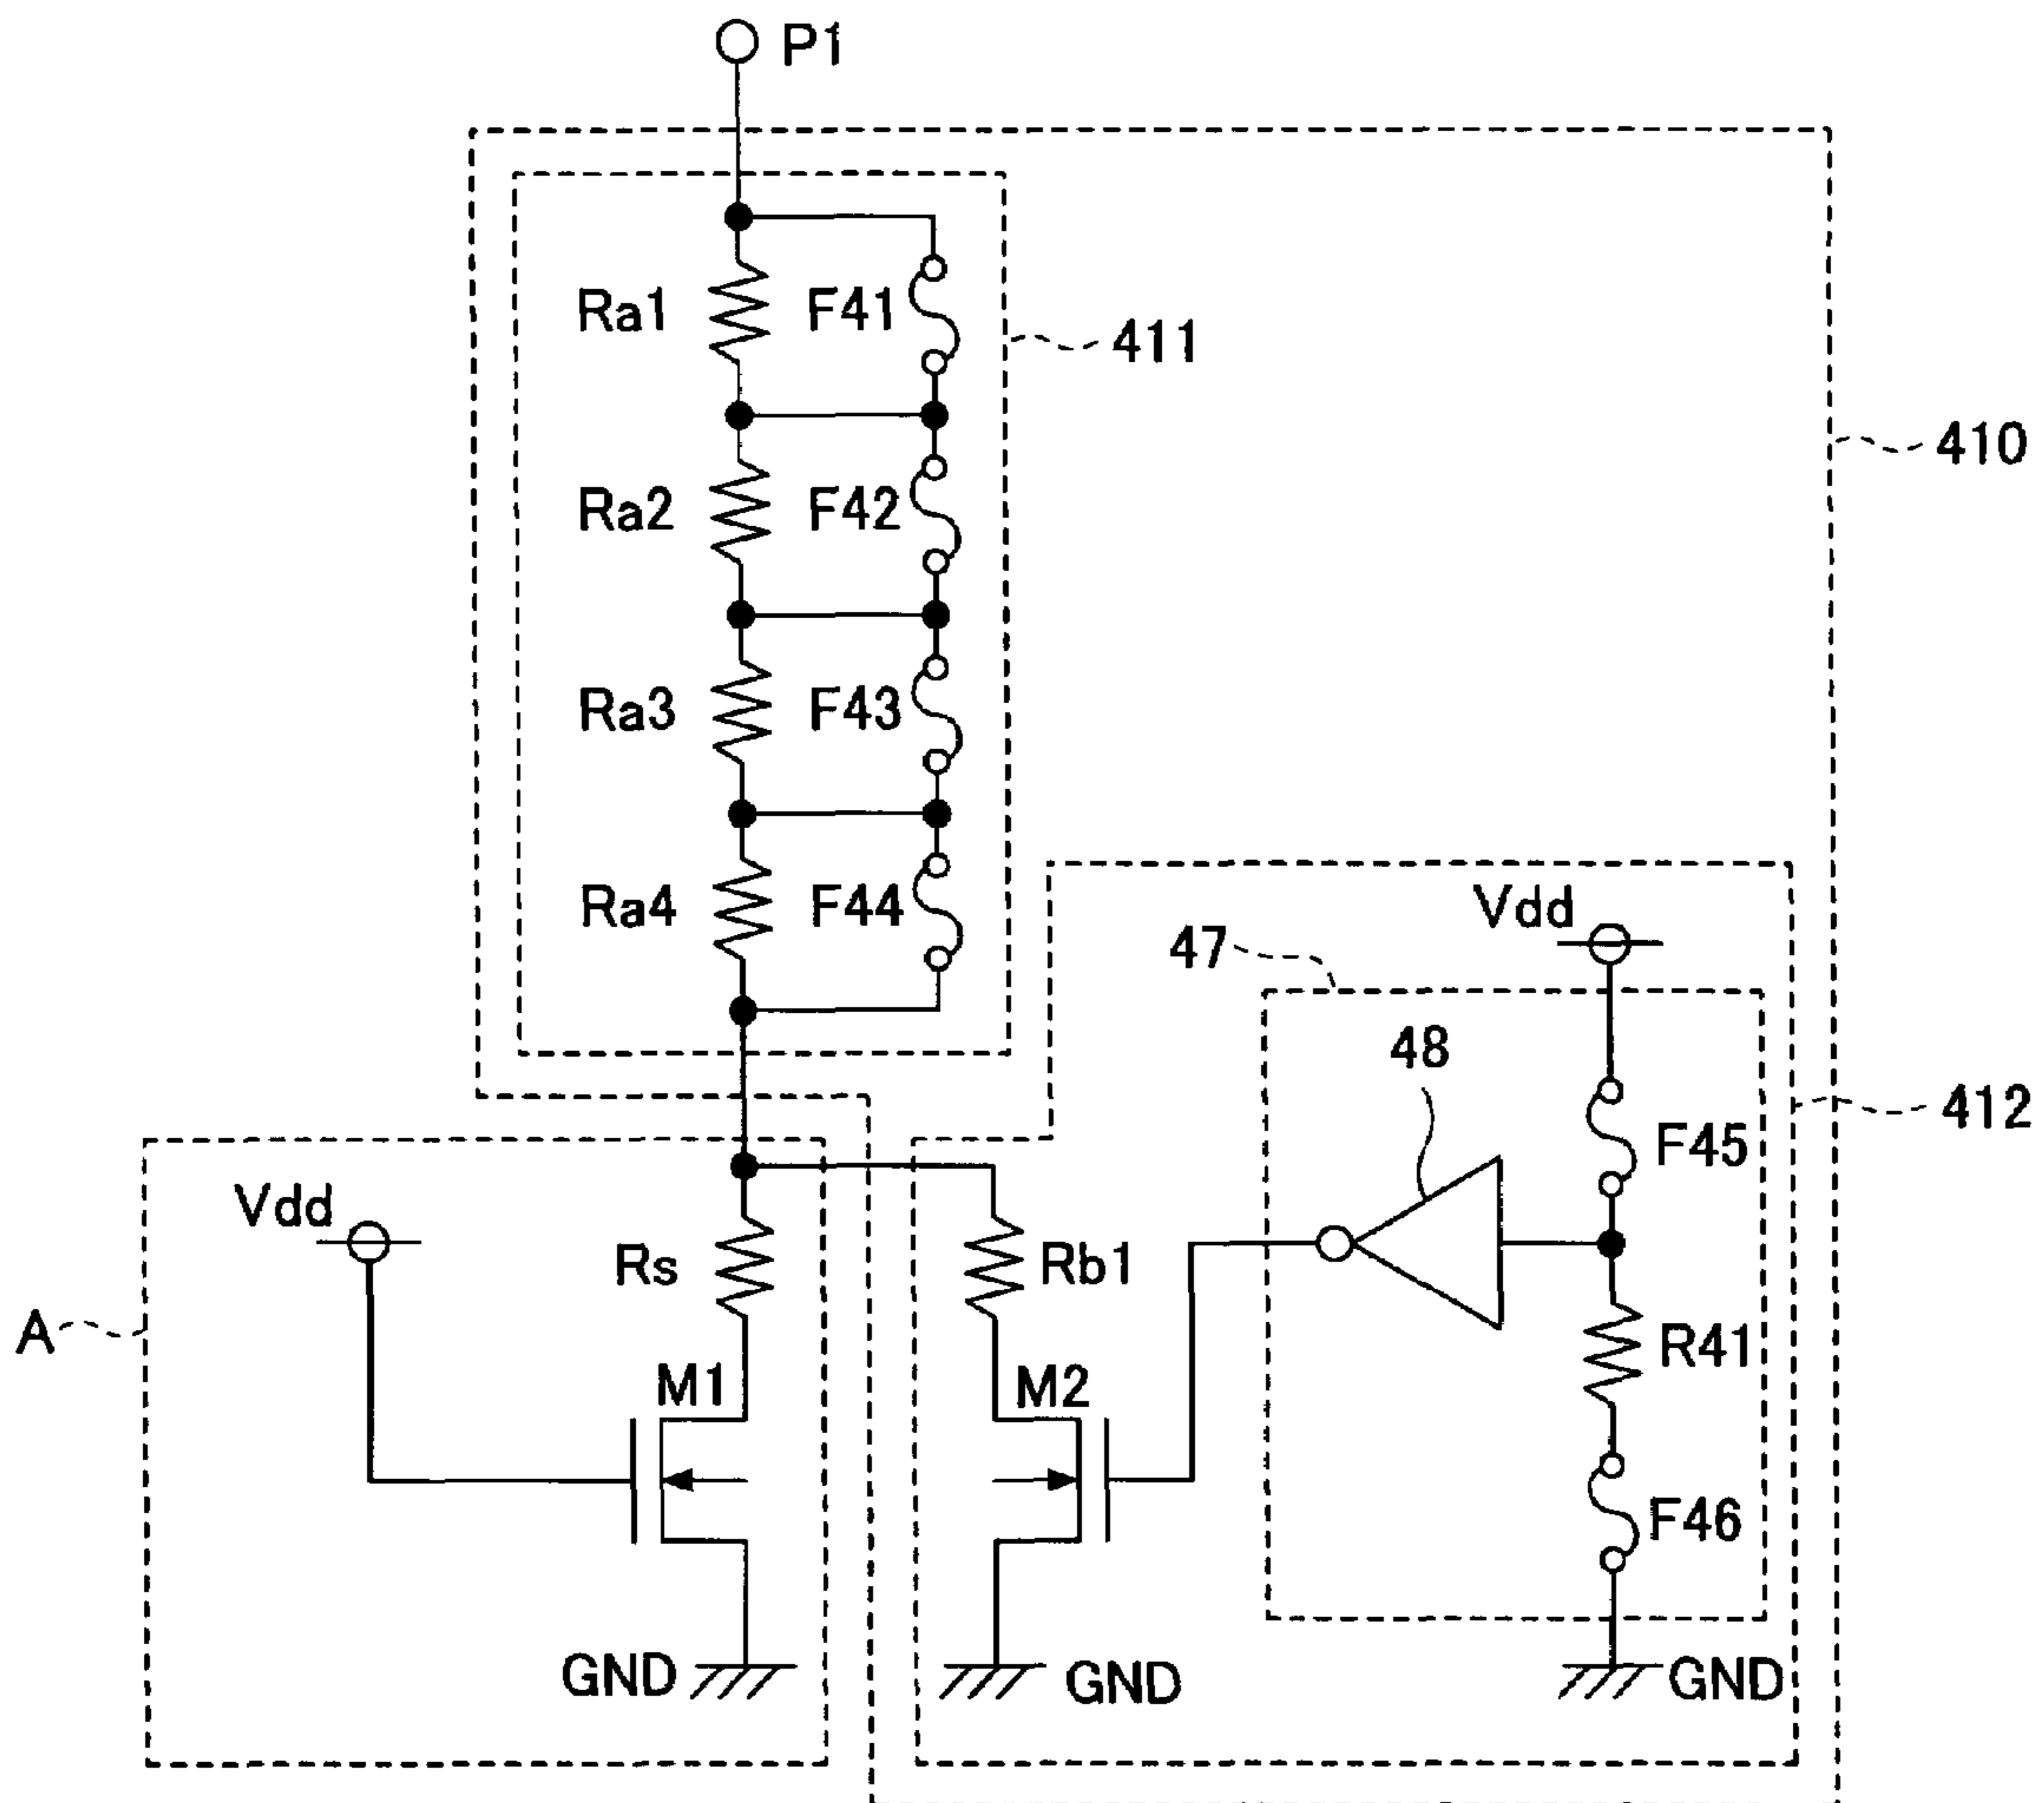 P1
Ra1 F41 411
410
Ra2 F42
Ra3 F43
Ra4 F44
Vdd
47
48
412
F45
Vdd
Rs Rb1
A
R41
M1 M2
F46
GND GND GND